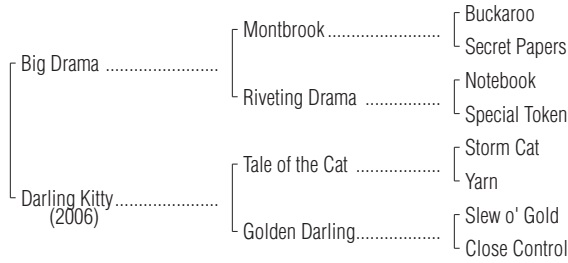 Buckaroo
Montbrook
Secret Papers
Big Drama
Notebook
Riveting Drama
Special Token
Storm Cat
Tale of the Cat
Yarn
Darling Kitty
(2006)
Slew o' Gold
Golden Darling
Close Control